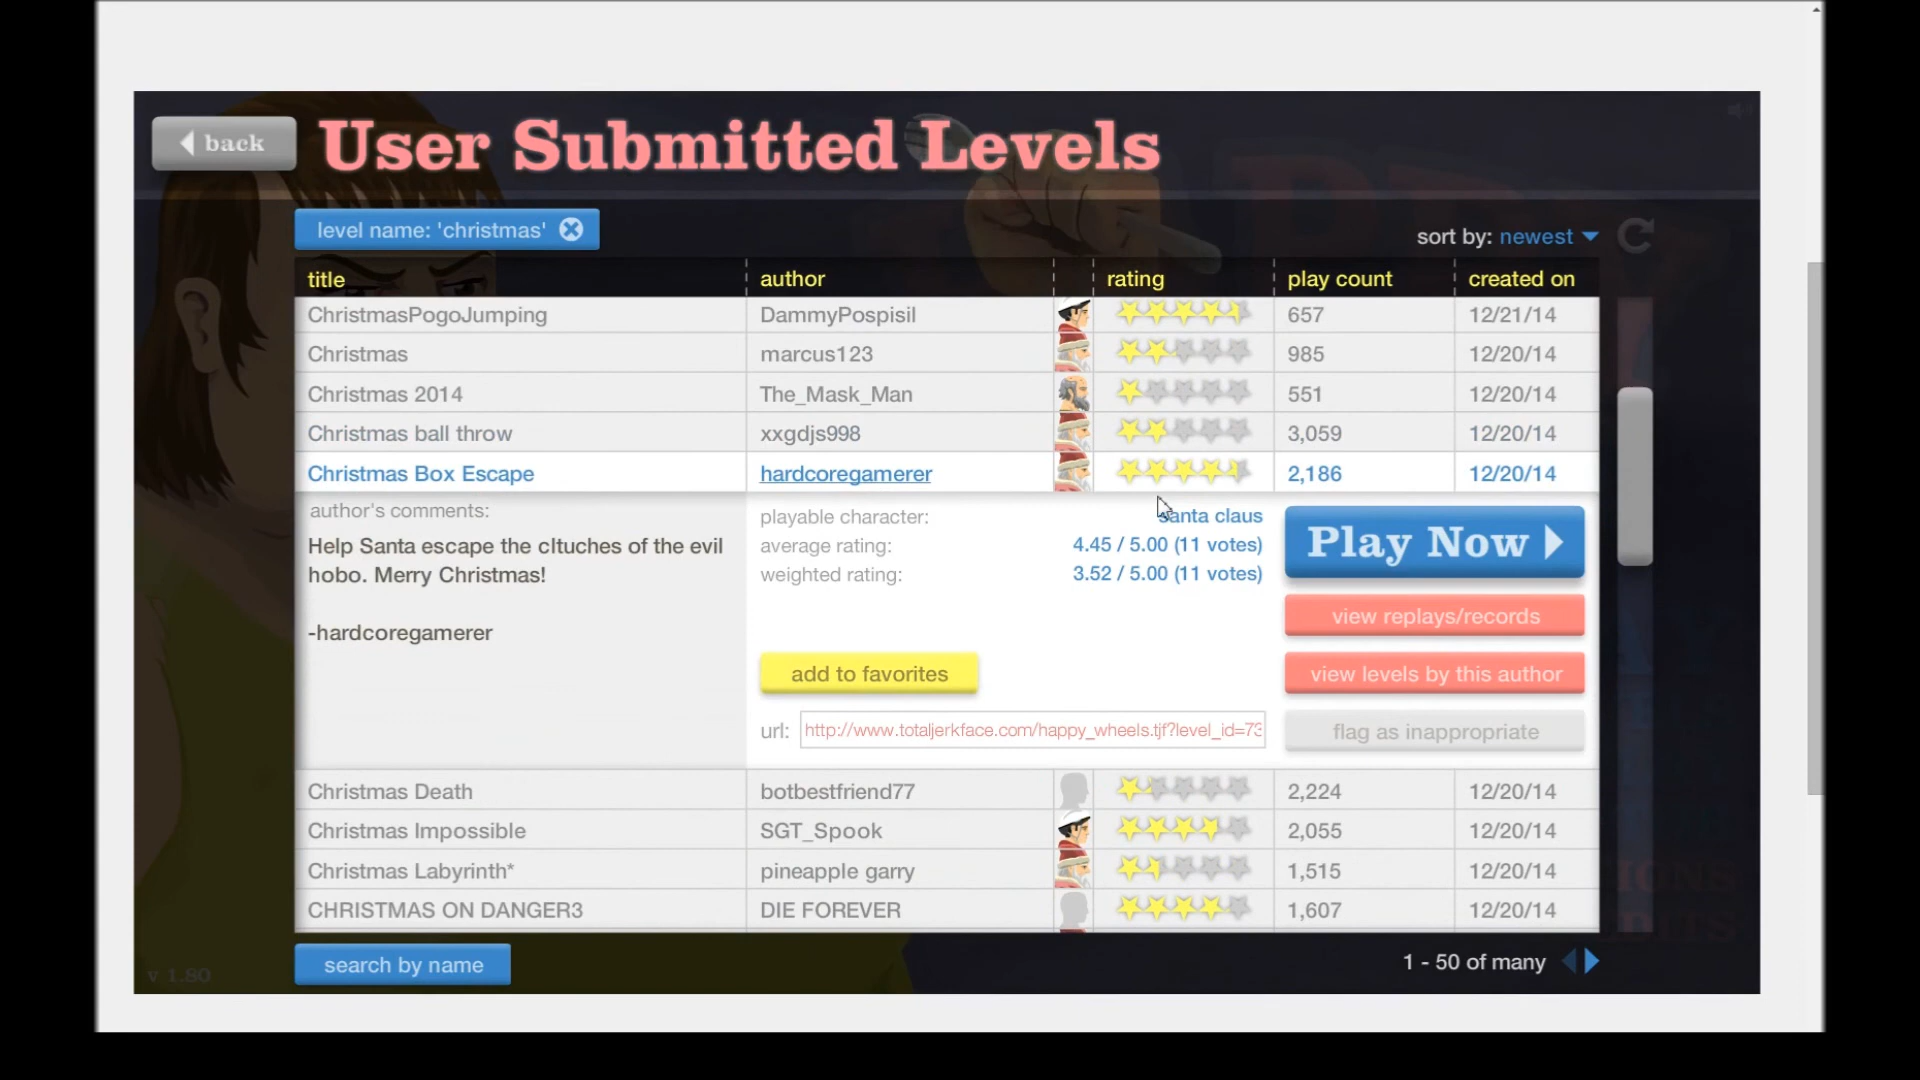 back
User Submitted Levels
level name: 'christmas'
sort by: newest
title author rating play count created on
ChristmasPogoJumping DammyPospisil 657 12/21/14
Christmas marcus123 985 12/20/14
Christmas 2014 The_Mask_Man 551 12/20/14
Christmas ball throw xxgdjs998 3,059 12/20/14
Christmas Box Escape hardcoregamerer 2,186 12/20/14
author's comments:
Help Santa escape the cltuches of the evil
hobo. Merry Christmas!
-hardcoregamerer
playable character: santa claus
average rating: 4.45 / 5.00 (11 votes)
weighted rating: 3.52 / 5.00 (11 votes)
add to favorites
url: http://www.totaljerkface.com/happy_wheels.tjf?level_id=73
Play Now
view replays/records
view levels by this author
flag as inappropriate
Christmas Death botbestfriend77 2,224 12/20/14
Christmas Impossible SGT_Spook 2,055 12/20/14
Christmas Labyrinth* pineapple garry 1,515 12/20/14
CHRISTMAS ON DANGER3 DIE FOREVER 1,607 12/20/14
search by name
1 - 50 of many
v 1.80